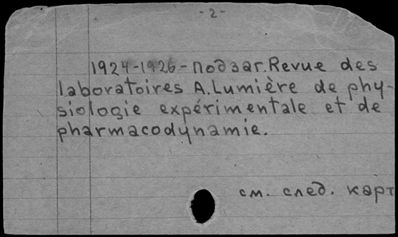 -2-
1924-1926-подзаг. Revue des
laboratoires A. Lumière de phy-
siologie expérimentale et de
pharmacodynamie.
см. след. карт